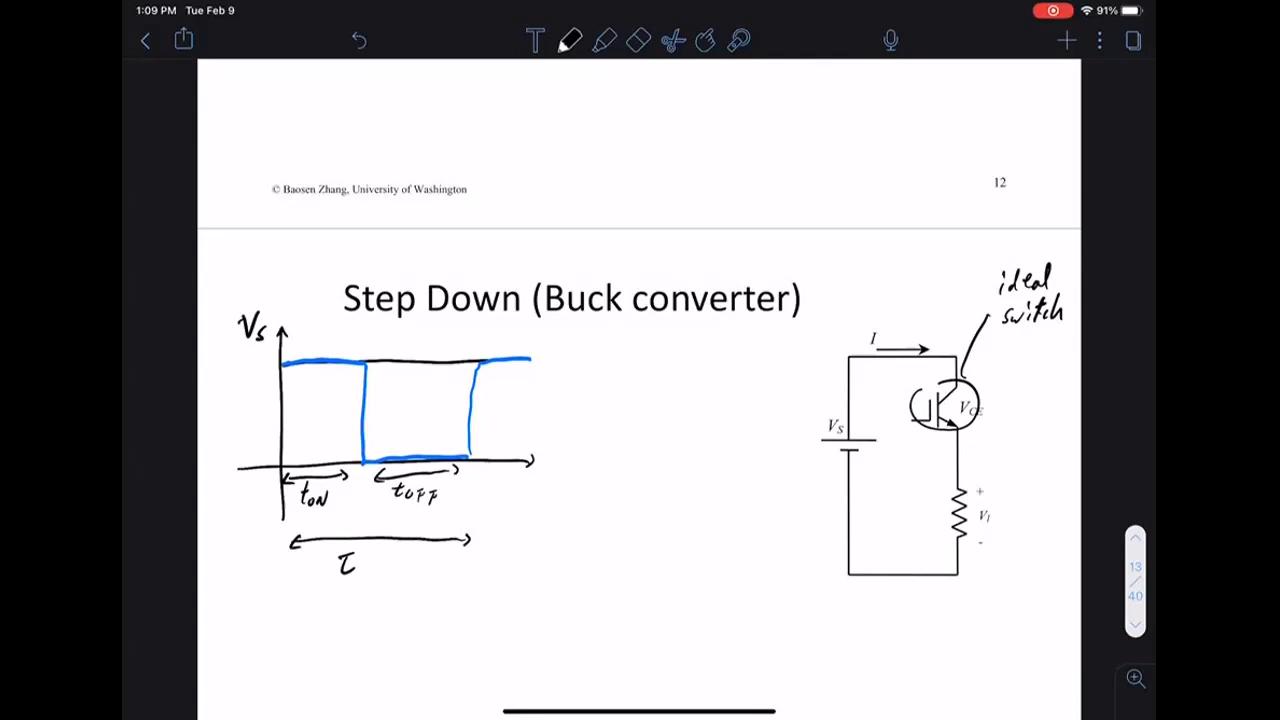 1:09 PM Tue Feb 9
91%
© Baosen Zhang, University of Washington
12
Step Down (Buck converter)
ideal
switch
Vs
I
VCE
VS
+
Vl
-
tON
tOFF
τ
13
/
40